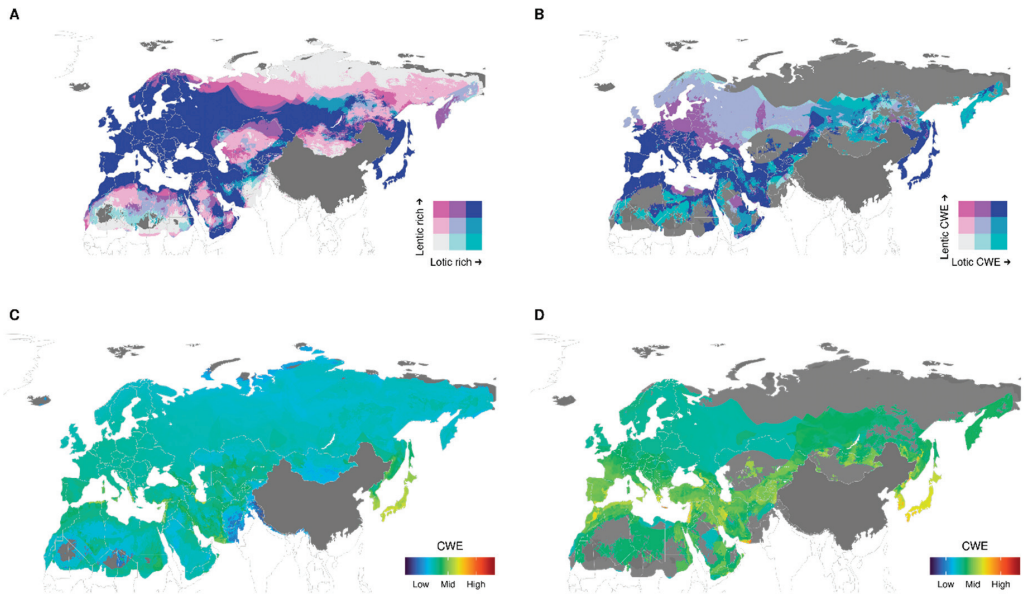 A
B
Lentic rich →
Lotic rich →
Lentic CWE →
Lotic CWE →
C
D
CWE
Low Mid High
CWE
Low Mid High